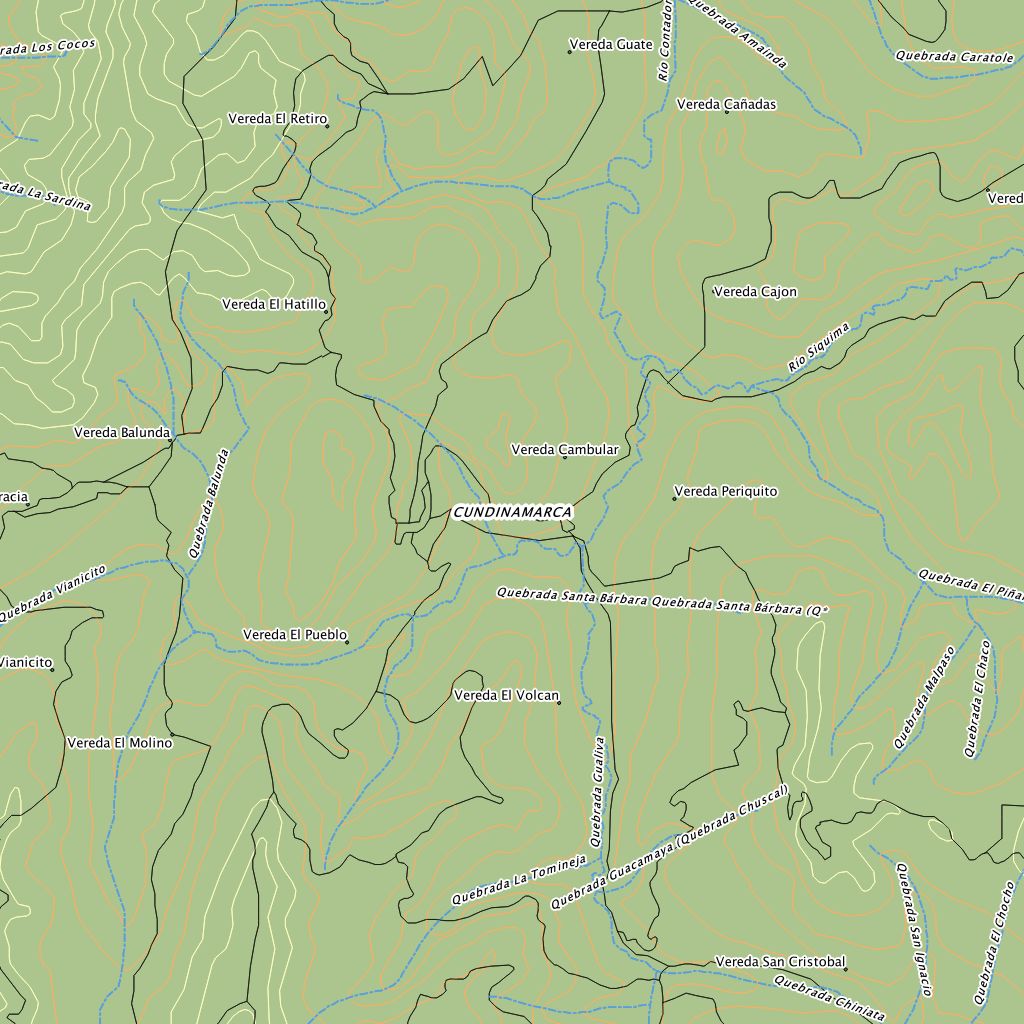 Quebrada Amainda
Río Contador
Vereda Guate
rada Los Cocos
Quebrada Caratole
Vereda Cañadas
Vereda El Retiro
rada La Sardina
Vered
Vereda Cajon
Vereda El Hatillo
Río Siquima
Vereda Balunda
Vereda Cambular
Quebrada Balunda
racia
Vereda Periquito
CUNDINAMARCA
Quebrada Vianicito
Quebrada El Piñal
Quebrada Santa Bárbara Quebrada Santa Bárbara (Q*
Vereda El Pueblo
Vianicito
Quebrada Malpaso
Quebrada El Chaco
Vereda El Volcan
Vereda El Molino
Quebrada Gualiva
Quebrada Guacamaya (Quebrada Chuscal)
Quebrada La Tomineja
Quebrada San Ignacio
Quebrada El Chocho
Vereda San Cristobal
Quebrada Chiniata